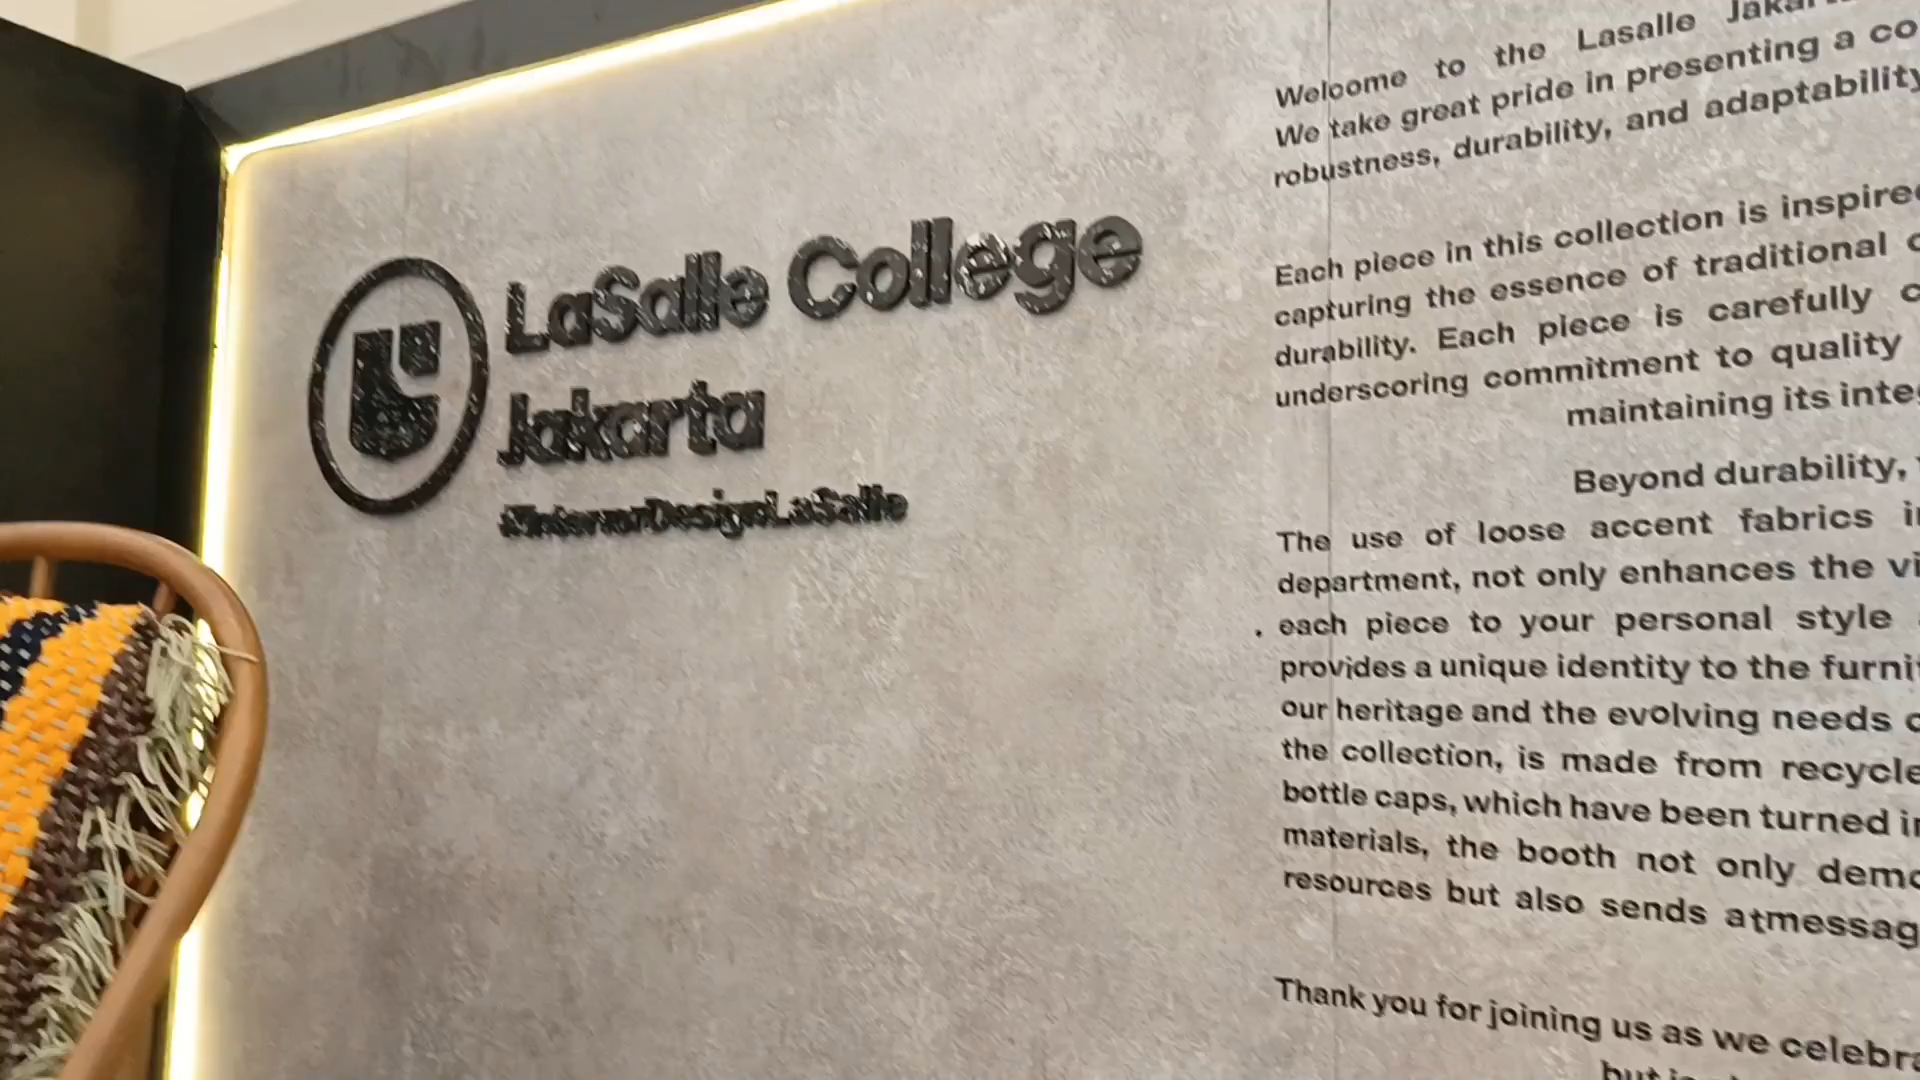 LaSalle College
Jakarta
#InteriorDesignLaSalle
Welcome to the Lasalle
We take great pride in presenting a
robustness, durability, and adaptability
Each piece in this collection is
capturing the essence of traditional
durability. Each piece is carefully
underscoring commitment to quality
maintaining its
Beyond durability,
The use of loose accent fabrics
department, not only enhances the
each piece to your personal style
provides a unique identity to the
our heritage and the evolving needs
the collection, is made from
bottle caps, which have been turned
materials, the booth not only
resources but also sends atmessag
Thank you for joining us as we
but